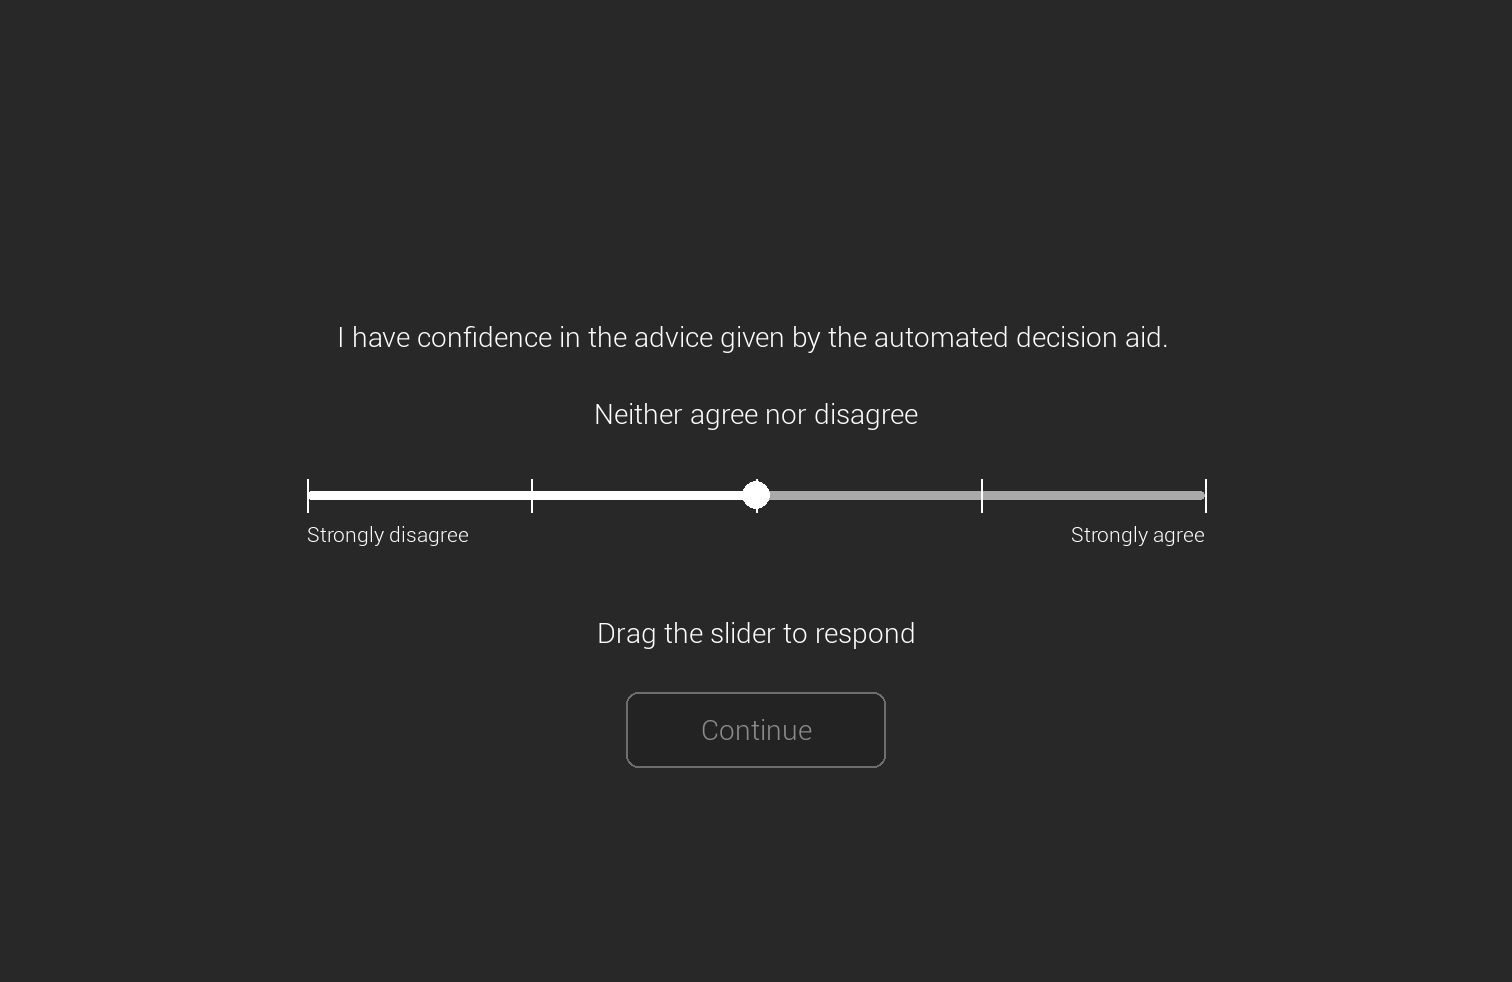 I have confidence in the advice given by the automated decision aid.
Neither agree nor disagree
Strongly disagree
Strongly agree
Drag the slider to respond
Continue